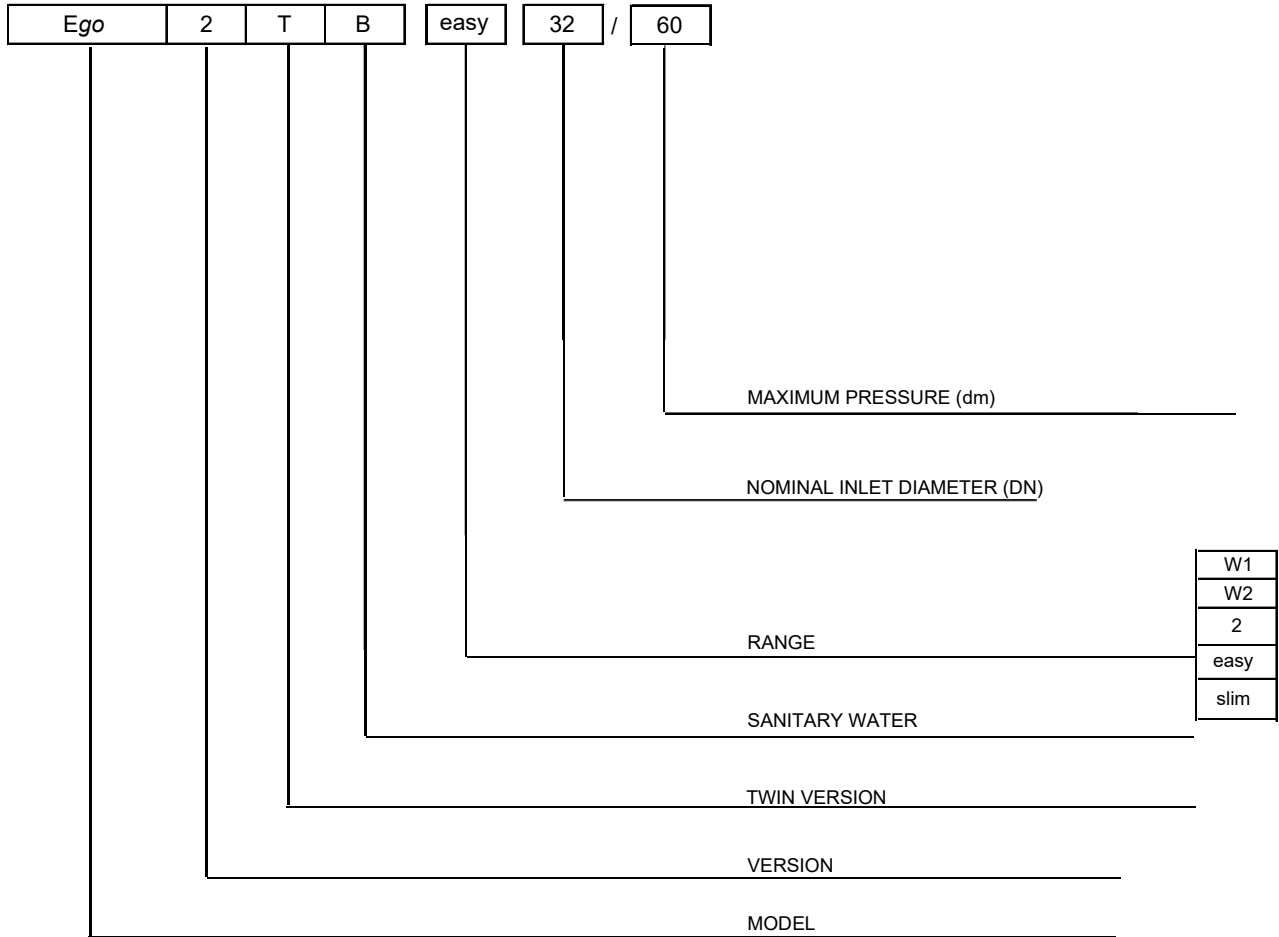 Ego 2 T B easy 32 / 60
MAXIMUM PRESSURE (dm)
NOMINAL INLET DIAMETER (DN)
W1
W2
2
RANGE
easy
slim
SANITARY WATER
TWIN VERSION
VERSION
MODEL